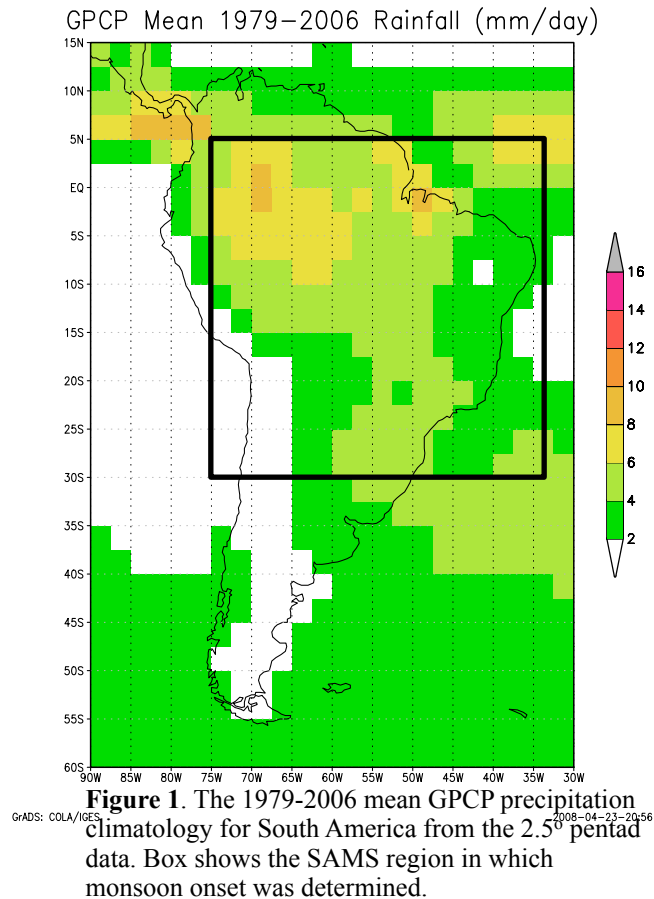 GPCP Mean 1979-2006 Rainfall (mm/day)
15N
10N
5N
EQ
5S
10S
15S
20S
25S
30S
35S
40S
45S
50S
55S
60S
90W 85W 80W 75W 70W 65W 60W 55W 50W 45W 40W 35W 30W
16
14
12
10
8
6
4
2
GrADS: COLA/IGES
2008-04-23-20:56
Figure 1. The 1979-2006 mean GPCP precipitation
climatology for South America from the 2.5º pentad
data. Box shows the SAMS region in which
monsoon onset was determined.